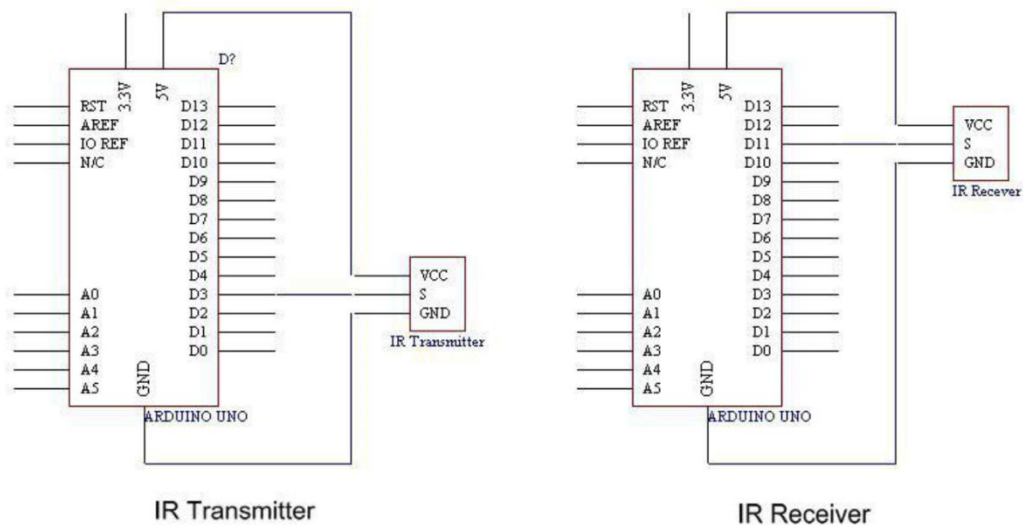 D?
3.3V
5V
RST
AREF
IO REF
N/C
D13
D12
D11
D10
D9
D8
D7
D6
D5
D4
D3
D2
D1
D0
A0
A1
A2
A3
A4
A5
GND
ARDUINO UNO
VCC
S
GND
IR Transmitter
IR Transmitter
3.3V
5V
RST
AREF
IO REF
N/C
D13
D12
D11
D10
D9
D8
D7
D6
D5
D4
D3
D2
D1
D0
A0
A1
A2
A3
A4
A5
GND
ARDUINO UNO
VCC
S
GND
IR Recever
IR Receiver